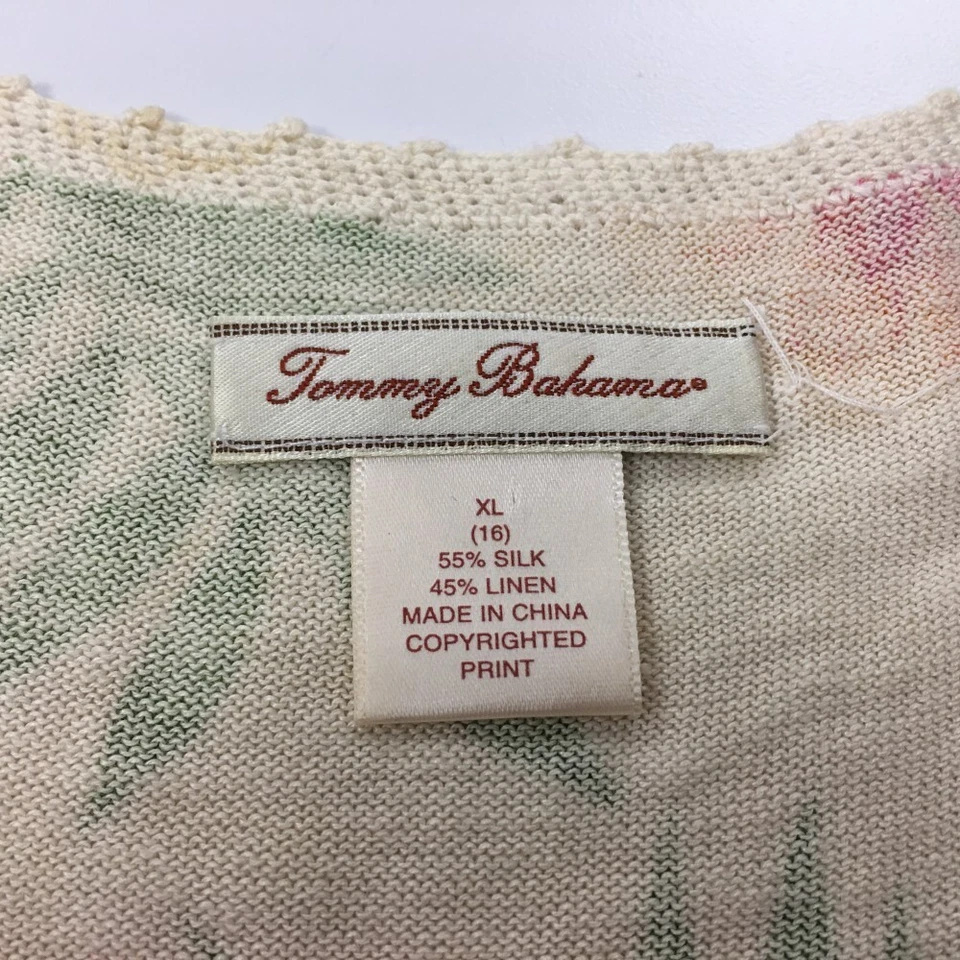 Tommy Bahama®
XL
(16)
55% SILK
45% LINEN
MADE IN CHINA
COPYRIGHTED
PRINT